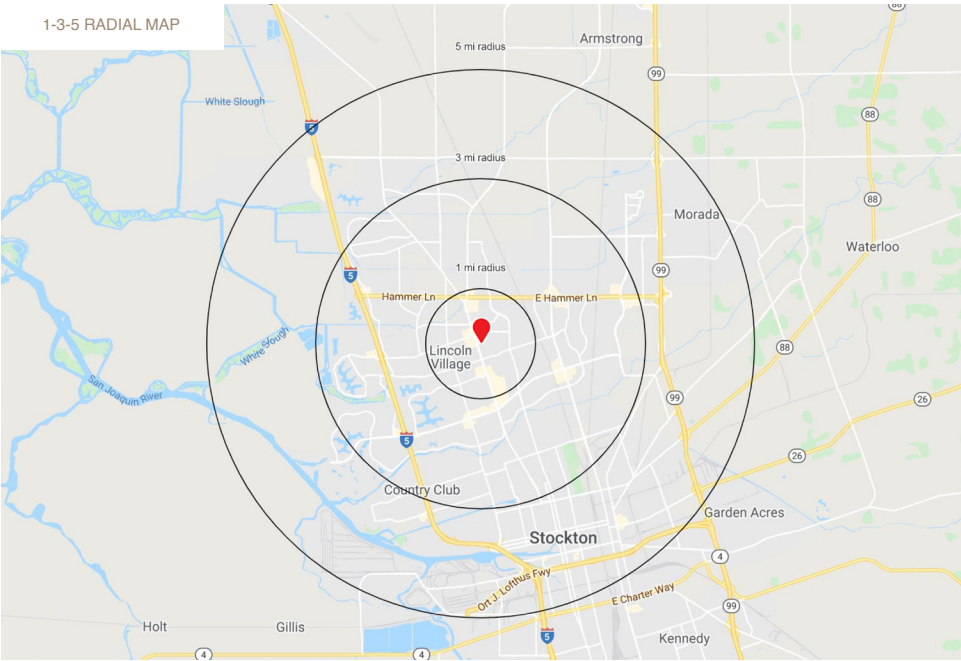 1-3-5 RADIAL MAP
88
Armstrong
5 mi radius
99
White Slough
88
5
3 mi radius
88
Morada
Waterloo
1 mi radius
99
5
Hammer Ln
E Hammer Ln
White Slough
Lincoln
Village
88
San Joaquin River
99
26
5
26
Country Club
Garden Acres
Stockton
4
Ort J. Lofthus Fwy
E Charter Way
99
Holt
Gillis
5
Kennedy
4
4